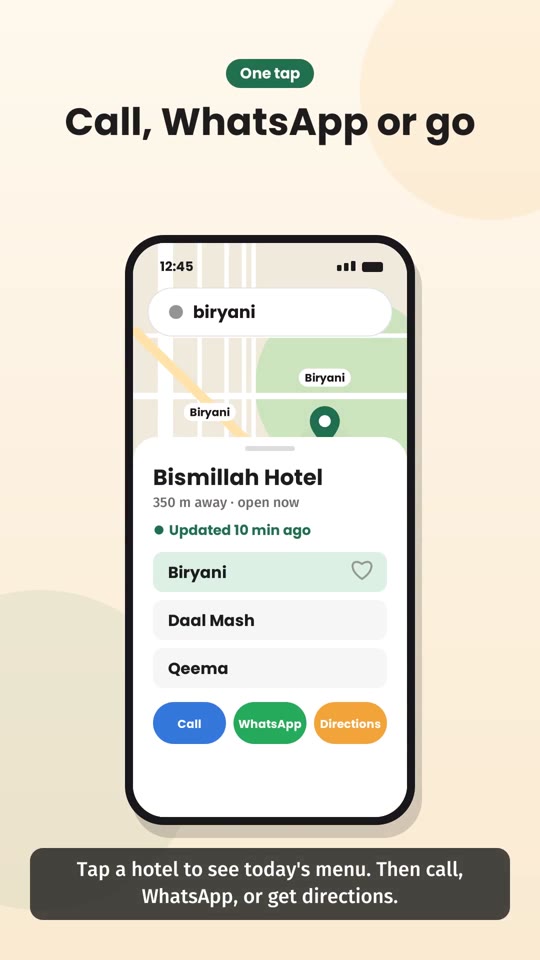 One tap
Call, WhatsApp or go
12:45
biryani
Biryani
Biryani
Bismillah Hotel
350 m away · open now
Updated 10 min ago
Biryani
Daal Mash
Qeema
Call WhatsApp Directions
Tap a hotel to see today's menu. Then call,
WhatsApp, or get directions.